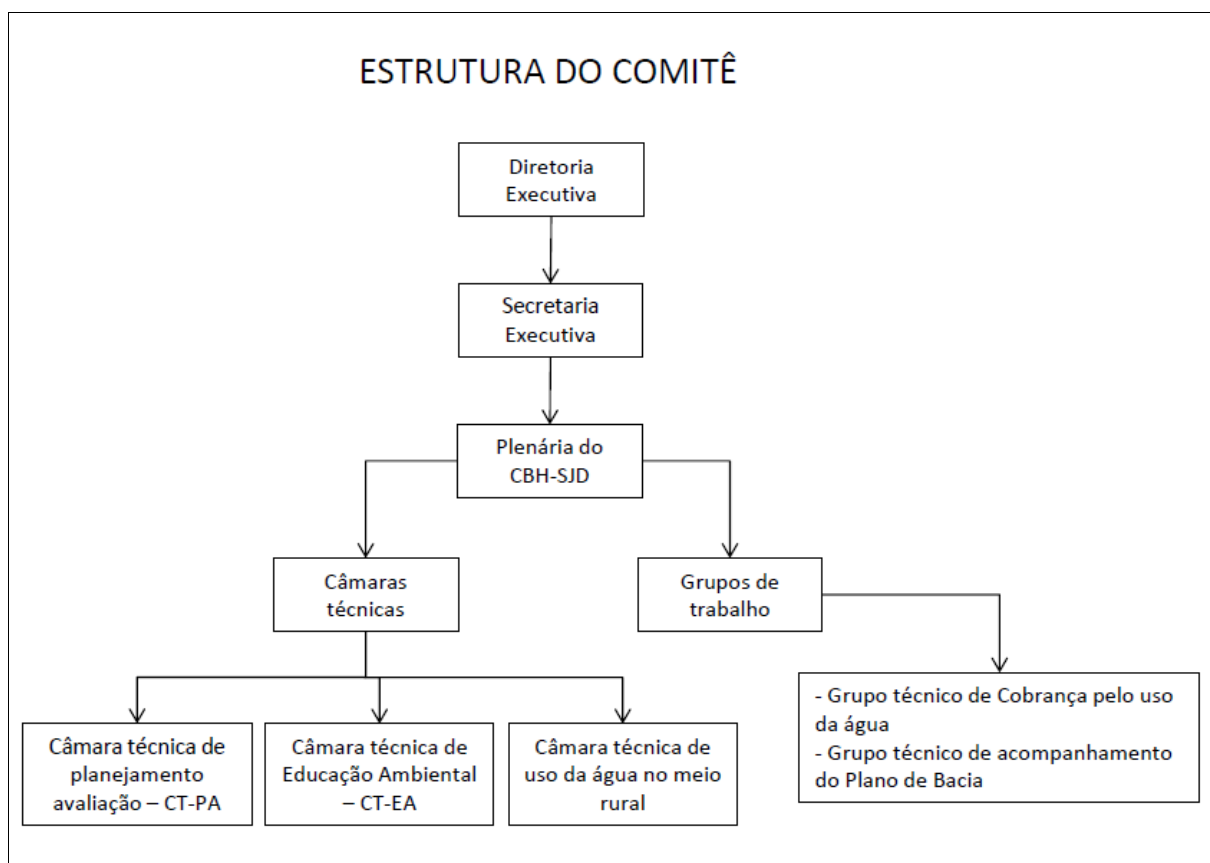 ESTRUTURA DO COMITÊ
Diretoria
Executiva
Secretaria
Executiva
Plenária do
CBH-SJD
Câmaras
técnicas
Grupos de
trabalho
Câmara técnica de
planejamento
avaliação – CT-PA
Câmara técnica de
Educação Ambiental
– CT-EA
Câmara técnica de
uso da água no meio
rural
- Grupo técnico de Cobrança pelo uso
da água
- Grupo técnico de acompanhamento
do Plano de Bacia